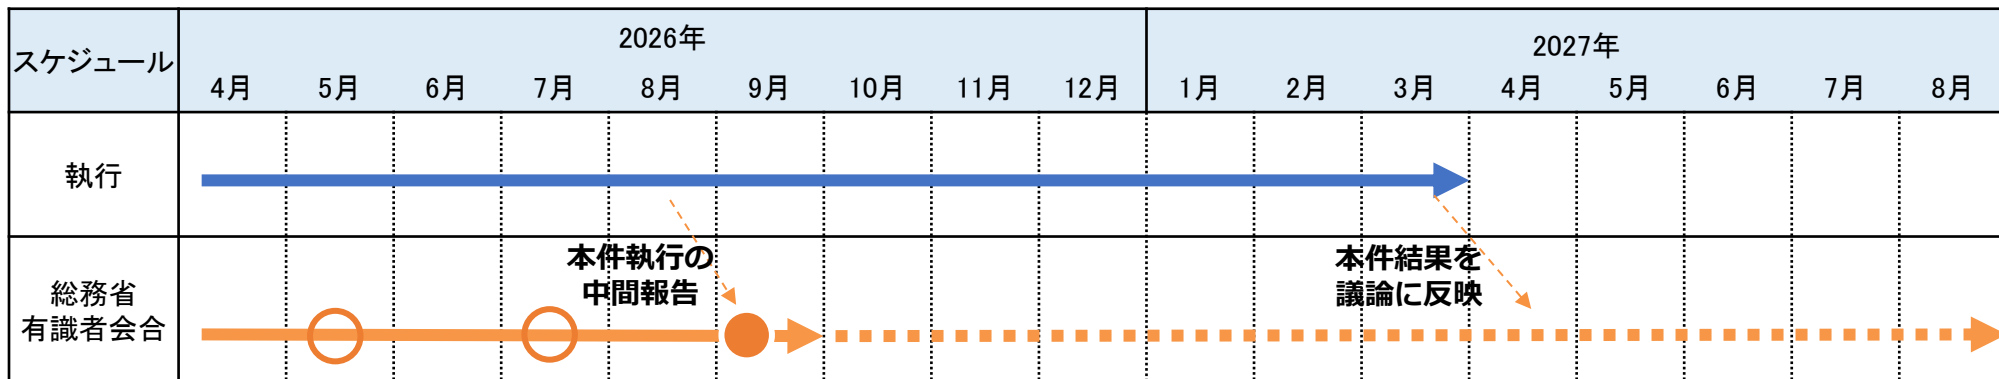 スケジュール
2026年
2027年
4月 5月 6月 7月 8月 9月 10月 11月 12月 1月 2月 3月 4月 5月 6月 7月 8月
執行
本件執行の
中間報告
本件結果を
議論に反映
総務省
有識者会合